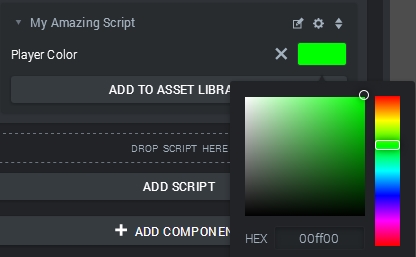 My Amazing Script
Player Color
ADD TO ASSET LIBRA
DROP SCRIPT HERE
ADD SCRIPT
ADD COMPONEN
HEX 00ff00